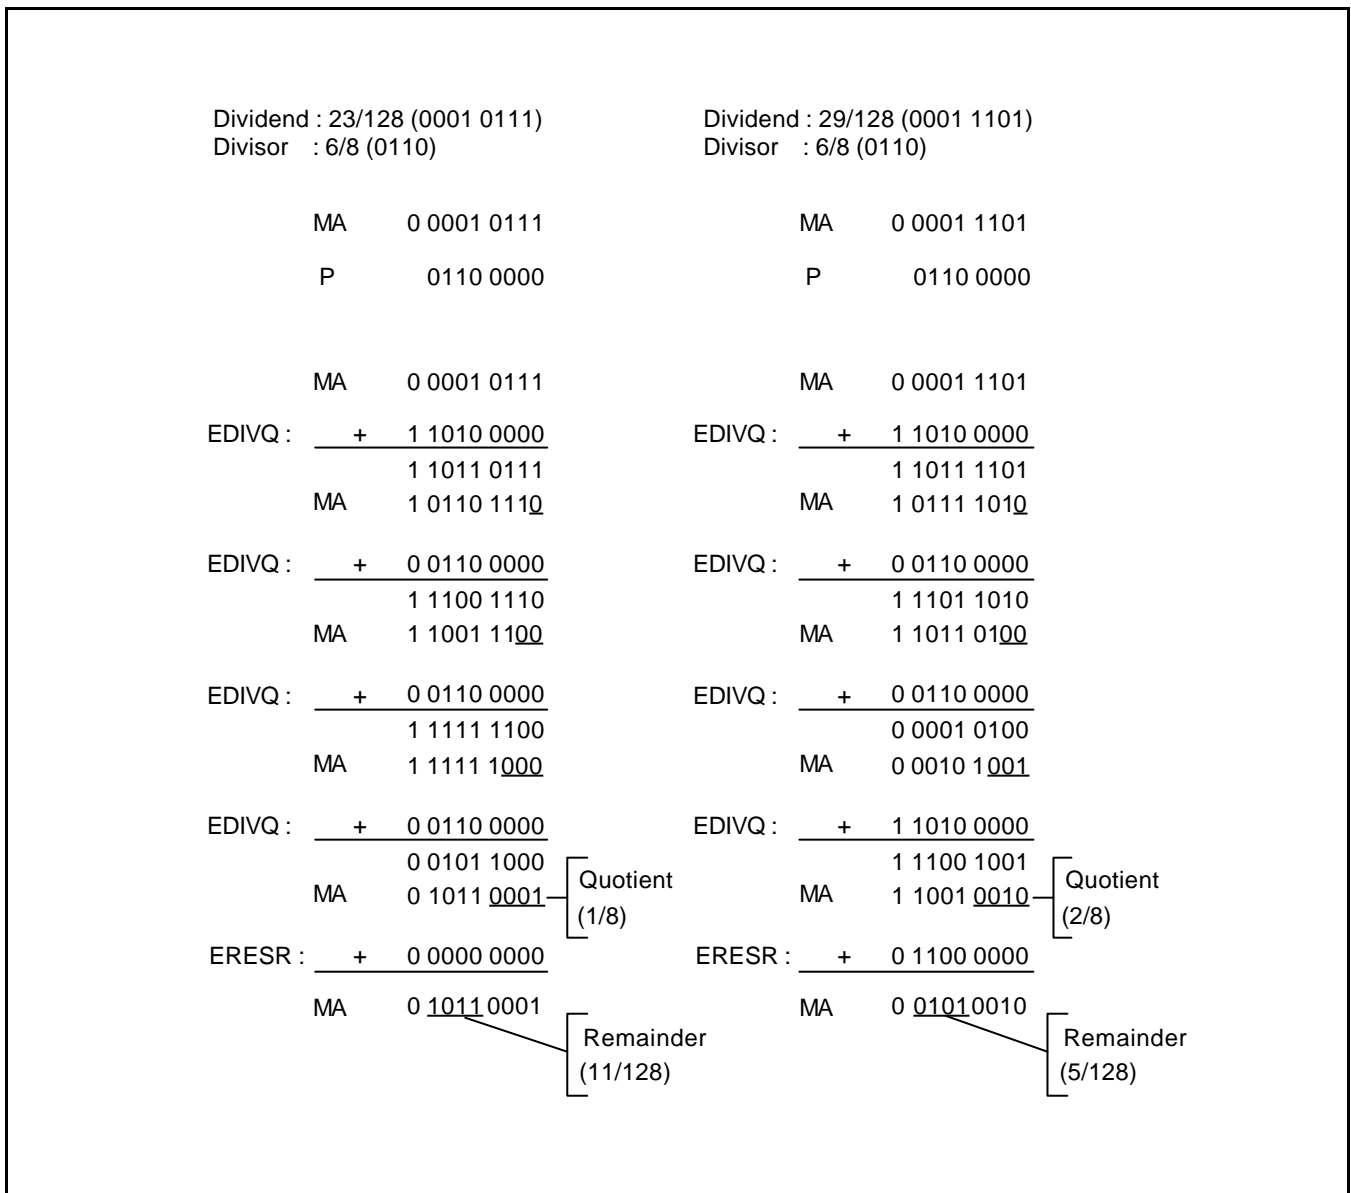 Dividend : 23/128 (0001 0111)
Divisor : 6/8 (0110)
MA 0 0001 0111
P 0110 0000
MA 0 0001 0111
EDIVQ : + 1 1010 0000
1 1011 0111
MA 1 0110 1110
EDIVQ : + 0 0110 0000
1 1100 1110
MA 1 1001 1100
EDIVQ : + 0 0110 0000
1 1111 1100
MA 1 1111 1000
EDIVQ : + 0 0110 0000
0 0101 1000
MA 0 1011 0001
Quotient
(1/8)
ERESR : + 0 0000 0000
MA 0 1011 0001
Remainder
(11/128)
Dividend : 29/128 (0001 1101)
Divisor : 6/8 (0110)
MA 0 0001 1101
P 0110 0000
MA 0 0001 1101
EDIVQ : + 1 1010 0000
1 1011 1101
MA 1 0111 1010
EDIVQ : + 0 0110 0000
1 1101 1010
MA 1 1011 0100
EDIVQ : + 0 0110 0000
0 0001 0100
MA 0 0010 1001
EDIVQ : + 1 1010 0000
1 1100 1001
MA 1 1001 0010
Quotient
(2/8)
ERESR : + 0 1100 0000
MA 0 0101 0010
Remainder
(5/128)